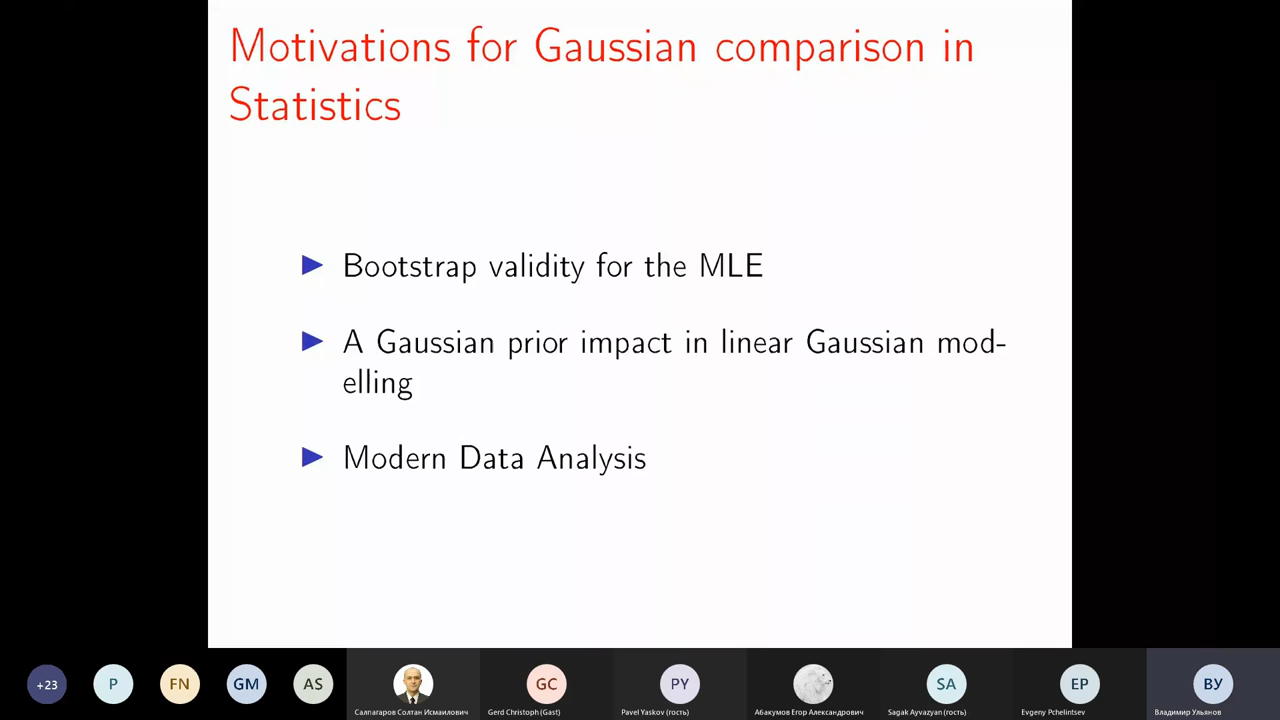 Motivations for Gaussian comparison in
Statistics
Bootstrap validity for the MLE
A Gaussian prior impact in linear Gaussian mod-
elling
Modern Data Analysis
+23
P
FN
GM
AS
GC
PY
SA
EP
ВУ
Салпагаров Солтан Исмаилович
Gerd Christoph (Gast)
Pavel Yaskov (гость)
Абакумов Егор Александрович
Sagak Ayvazyan (гость)
Evgeny Pchelintsev
Владимир Ульянов